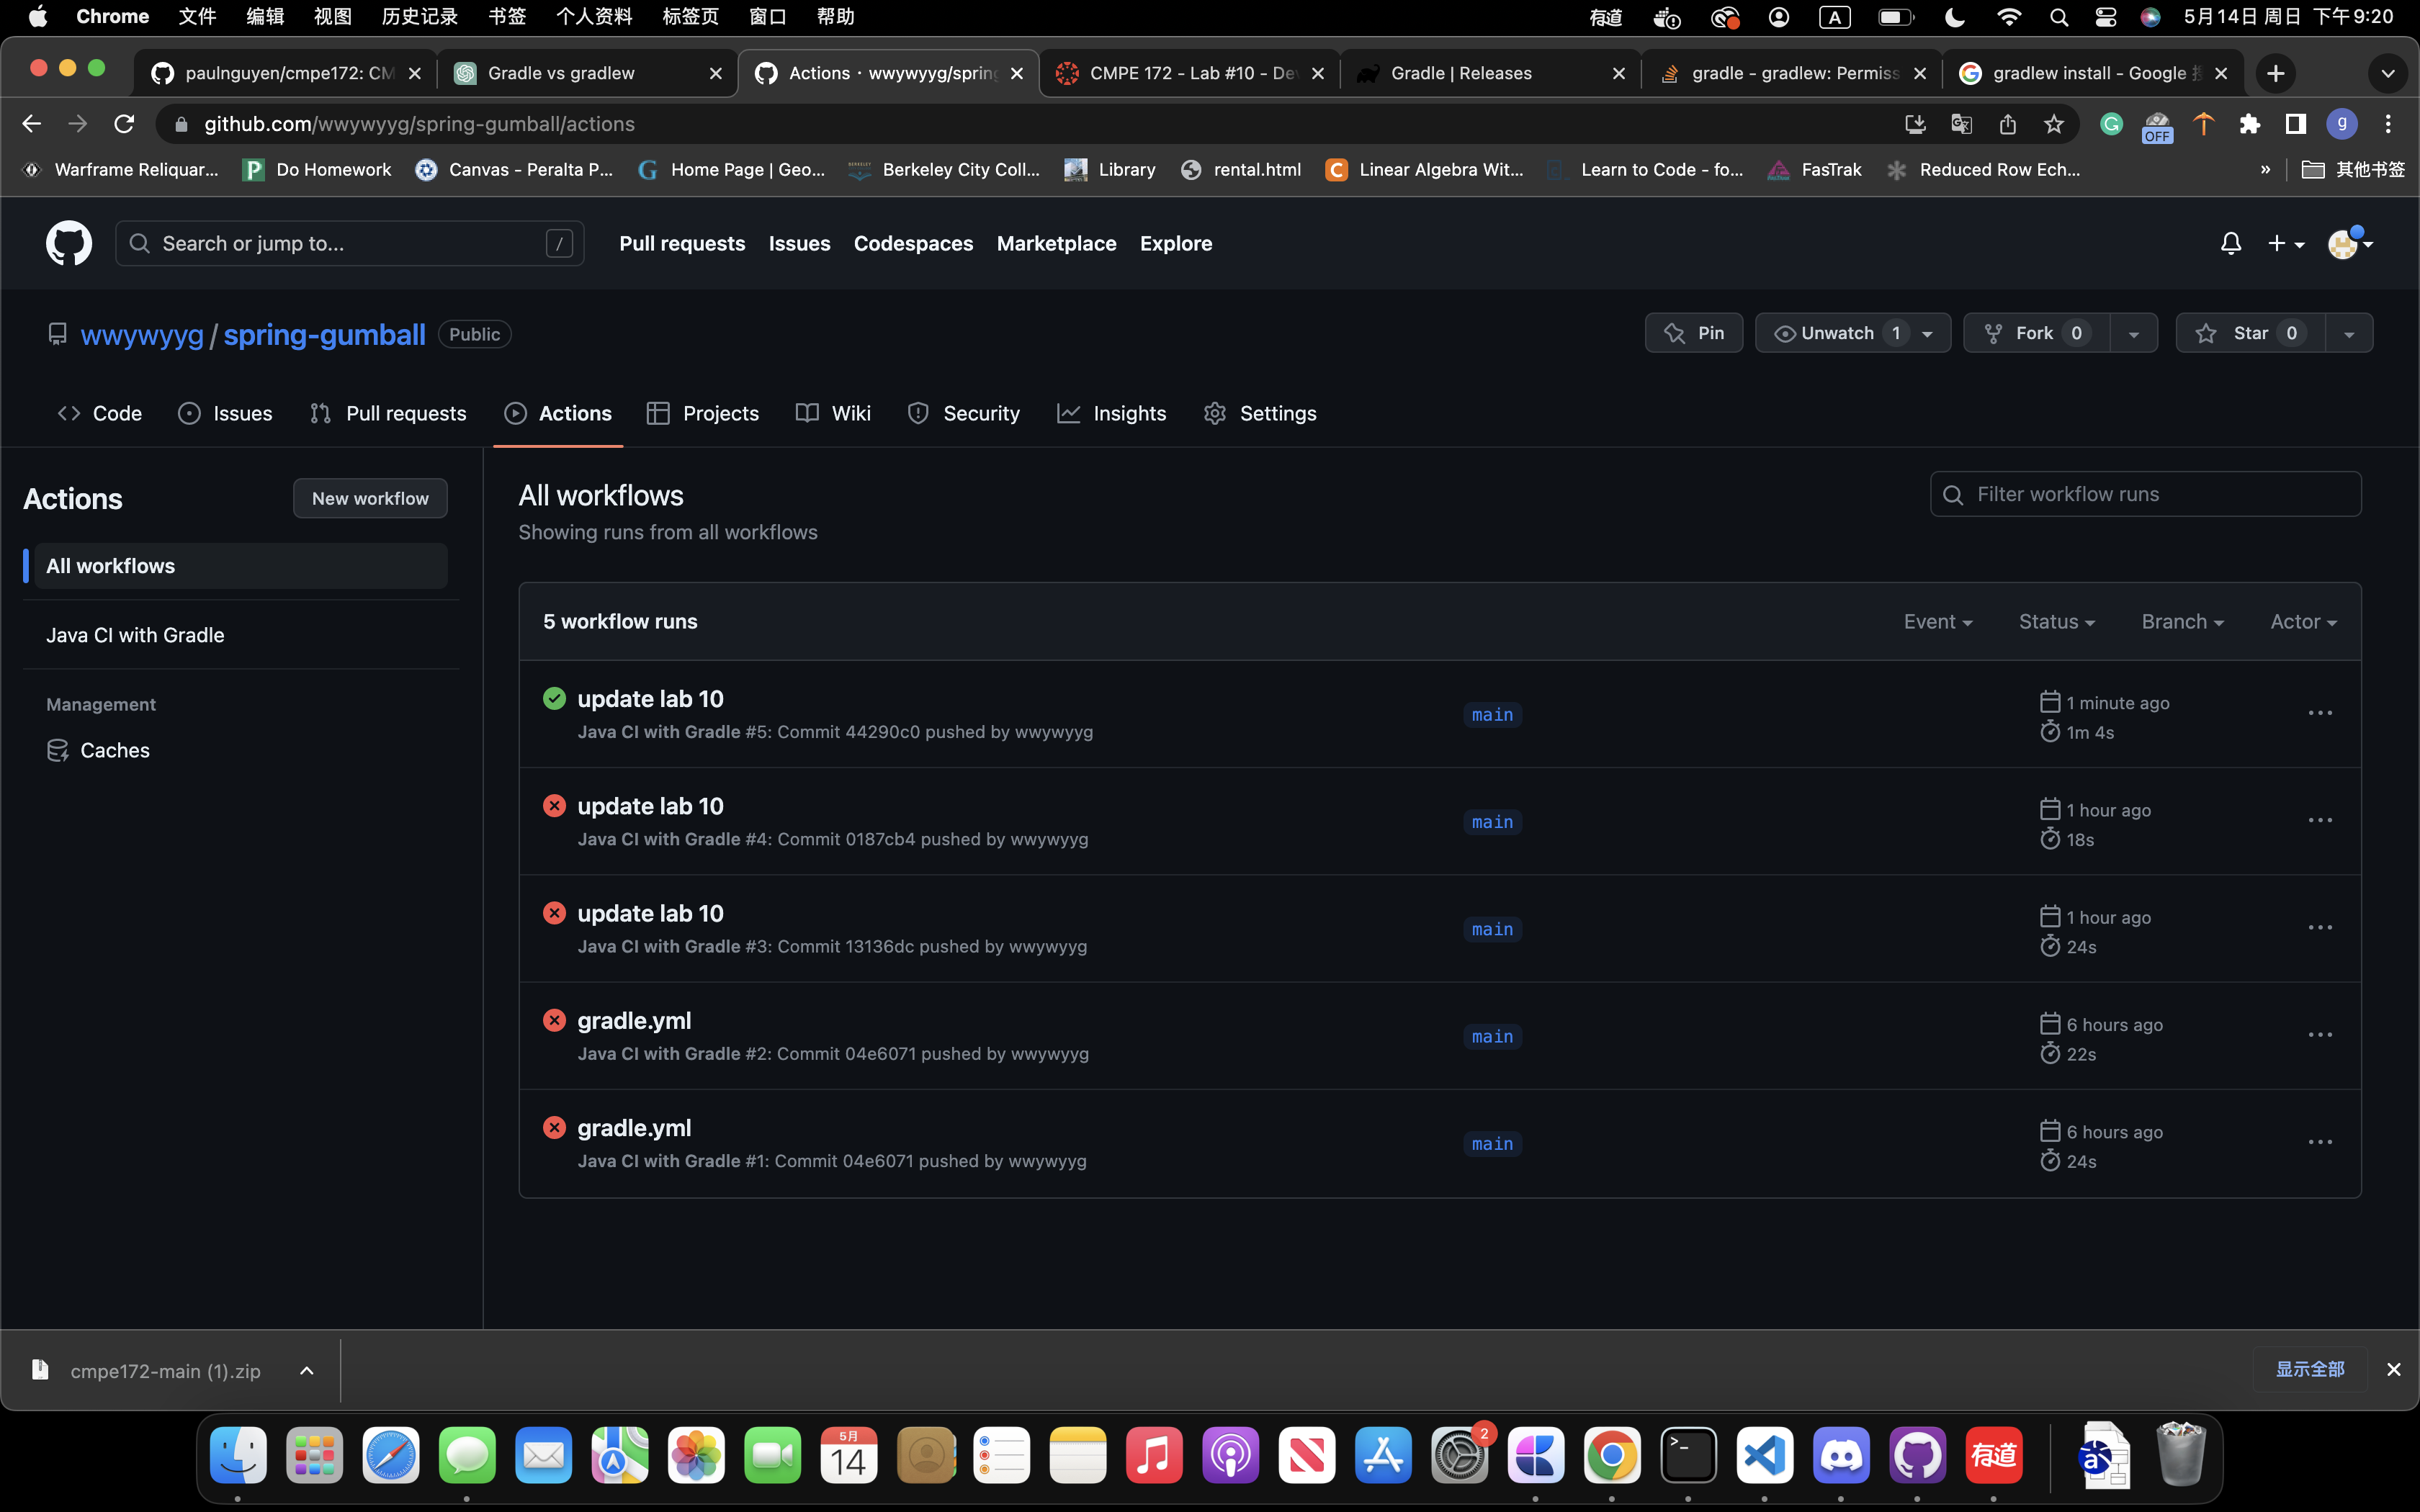 Chrome 文件 编辑 视图 历史记录 书签 个人资料 标签页 窗口 帮助 有道 A 5月14日 周日 下午9:20
paulnguyen/cmpe172: CM Gradle vs gradlew Actions · wwywyyg/spring CMPE 172 - Lab #10 - De Gradle | Releases gradle - gradlew: Permiss gradlew install - Google
github.com/wwywyyg/spring-gumball/actions OFF g
Warframe Reliquar... Do Homework Canvas - Peralta P... Home Page | Geo... Berkeley City Coll... Library rental.html Linear Algebra Wit... Learn to Code - fo... FasTrak Reduced Row Ech... » 其他书签
Search or jump to... / Pull requests Issues Codespaces Marketplace Explore
wwywyyg / spring-gumball Public Pin Unwatch 1 Fork 0 Star 0
Code Issues Pull requests Actions Projects Wiki Security Insights Settings
Actions New workflow
All workflows
Java CI with Gradle
Management
Caches
All workflows
Showing runs from all workflows
Filter workflow runs
5 workflow runs Event Status Branch Actor
update lab 10 main 1 minute ago
Java CI with Gradle #5: Commit 44290c0 pushed by wwywyyg 1m 4s
update lab 10 main 1 hour ago
Java CI with Gradle #4: Commit 0187cb4 pushed by wwywyyg 18s
update lab 10 main 1 hour ago
Java CI with Gradle #3: Commit 13136dc pushed by wwywyyg 24s
gradle.yml main 6 hours ago
Java CI with Gradle #2: Commit 04e6071 pushed by wwywyyg 22s
gradle.yml main 6 hours ago
Java CI with Gradle #1: Commit 04e6071 pushed by wwywyyg 24s
cmpe172-main (1).zip 显示全部
5月 14 2 有道